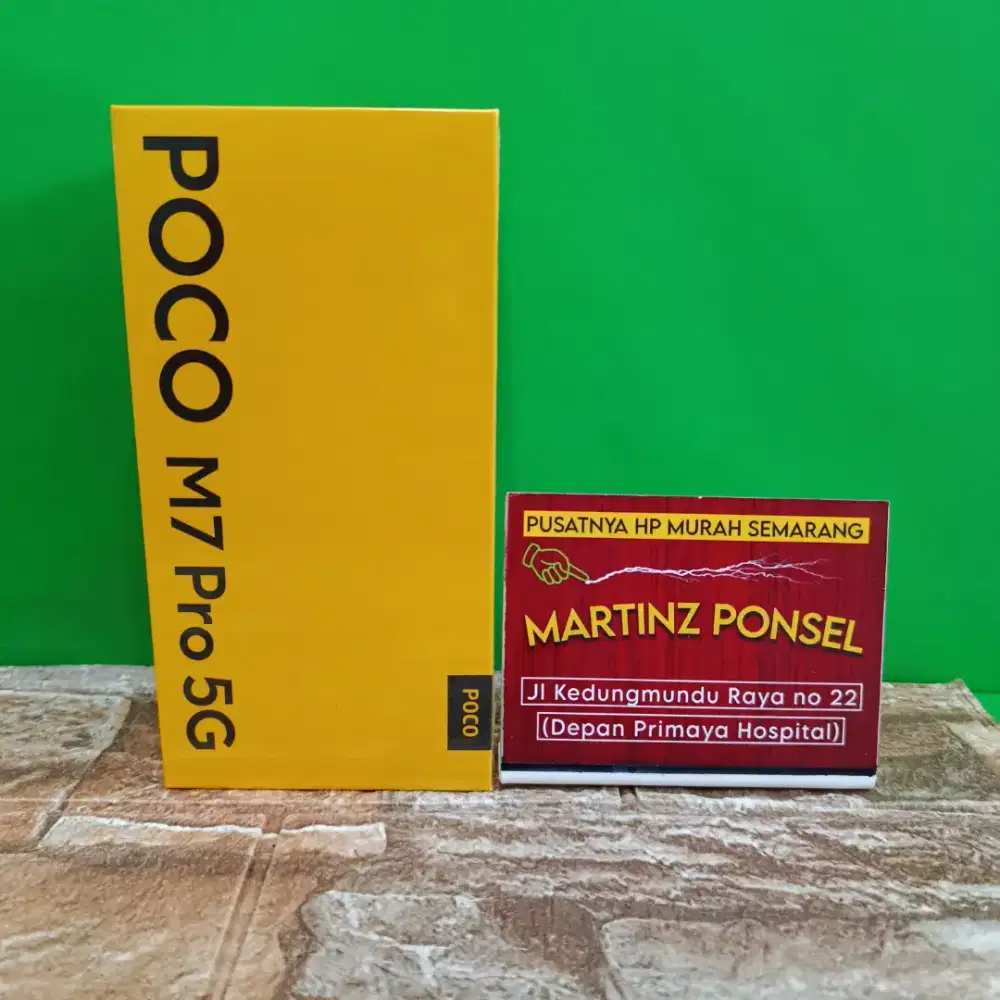 POCO M7 Pro 5G
POCO
PUSATNYA HP MURAH SEMARANG
MARTINZ PONSEL
Jl Kedungmundu Raya no 22
(Depan Primaya Hospital)